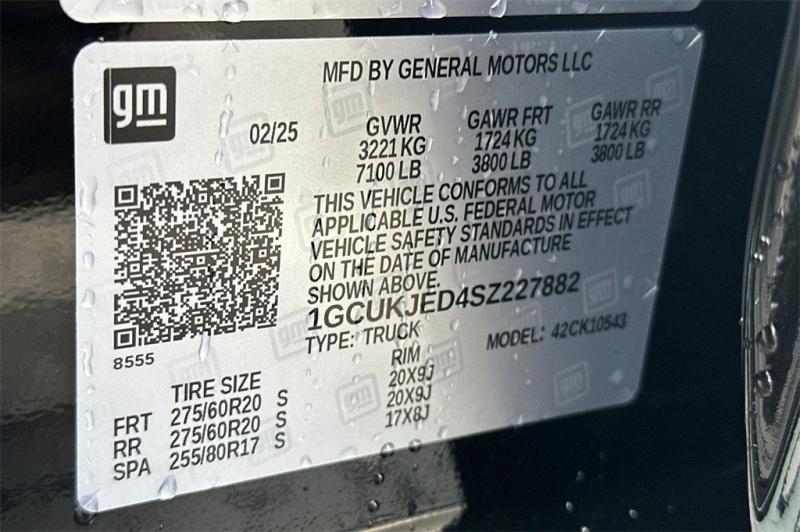 gm
MFD BY GENERAL MOTORS LLC
02/25
GVWR GAWR FRT GAWR RR
3221 KG 1724 KG 1724 KG
7100 LB 3800 LB 3800 LB
THIS VEHICLE CONFORMS TO ALL
APPLICABLE U.S. FEDERAL MOTOR
VEHICLE SAFETY STANDARDS IN EFFECT
ON THE DATE OF MANUFACTURE
SHOWN ABOVE.
1GCUKJED4SZ227882
TYPE: TRUCK MODEL: 42CK10543
8555
TIRE SIZE RIM
FRT 275/60R20 S 20X9J
RR 275/60R20 S 20X9J
SPA 255/80R17 S 17X8J